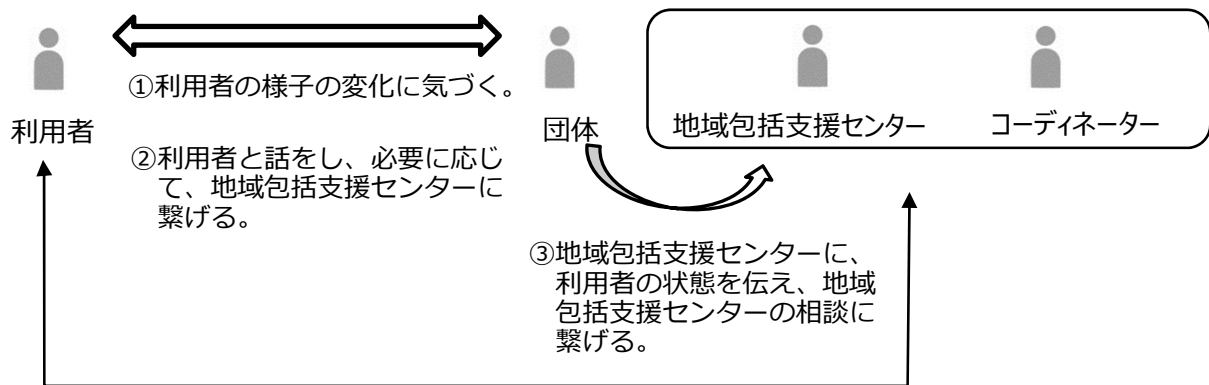 ①利用者の様子の変化に気づく。
利用者
団体
地域包括支援センター
コーディネーター
②利用者と話をし、必要に応じ
て、地域包括支援センターに
繋げる。
③地域包括支援センターに、
利用者の状態を伝え、地域
包括支援センターの相談に
繋げる。